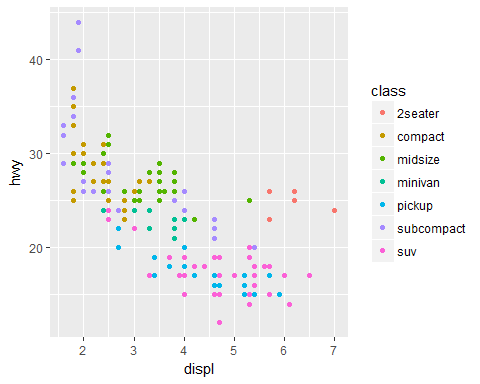 40
30
20
hwy
2
3
4
5
6
7
displ
class
2seater
compact
midsize
minivan
pickup
subcompact
suv